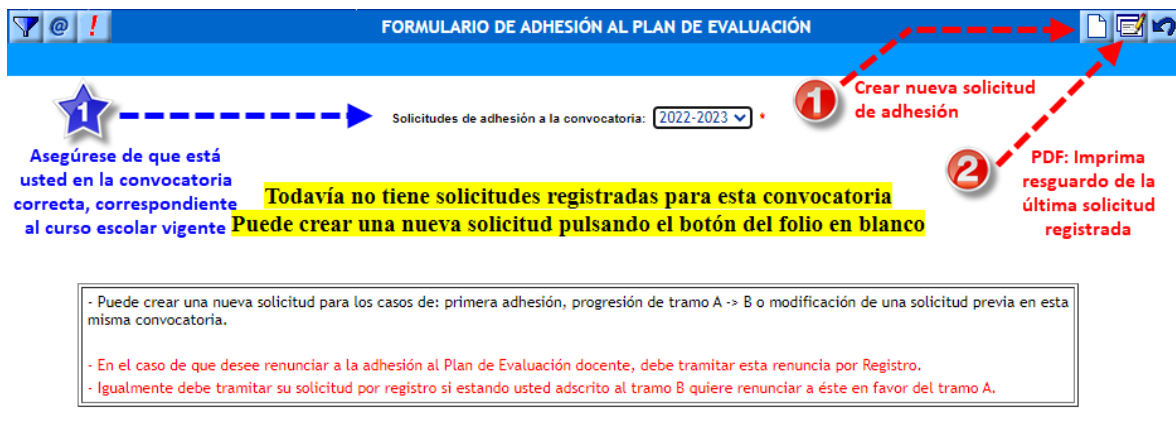 @ ! FORMULARIO DE ADHESIÓN AL PLAN DE EVALUACIÓN
1
Solicitudes de adhesión a la convocatoria: 2022-2023 *
1
Crear nueva solicitud
de adhesión
Asegúrese de que está
usted en la convocatoria
correcta, correspondiente
al curso escolar vigente
2
PDF: Imprima
resguardo de la
última solicitud
registrada
Todavía no tiene solicitudes registradas para esta convocatoria
Puede crear una nueva solicitud pulsando el botón del folio en blanco
- Puede crear una nueva solicitud para los casos de: primera adhesión, progresión de tramo A -> B o modificación de una solicitud previa en esta
misma convocatoria.
- En el caso de que desee renunciar a la adhesión al Plan de Evaluación docente, debe tramitar esta renuncia por Registro.
- Igualmente debe tramitar su solicitud por registro si estando usted adscrito al tramo B quiere renunciar a éste en favor del tramo A.